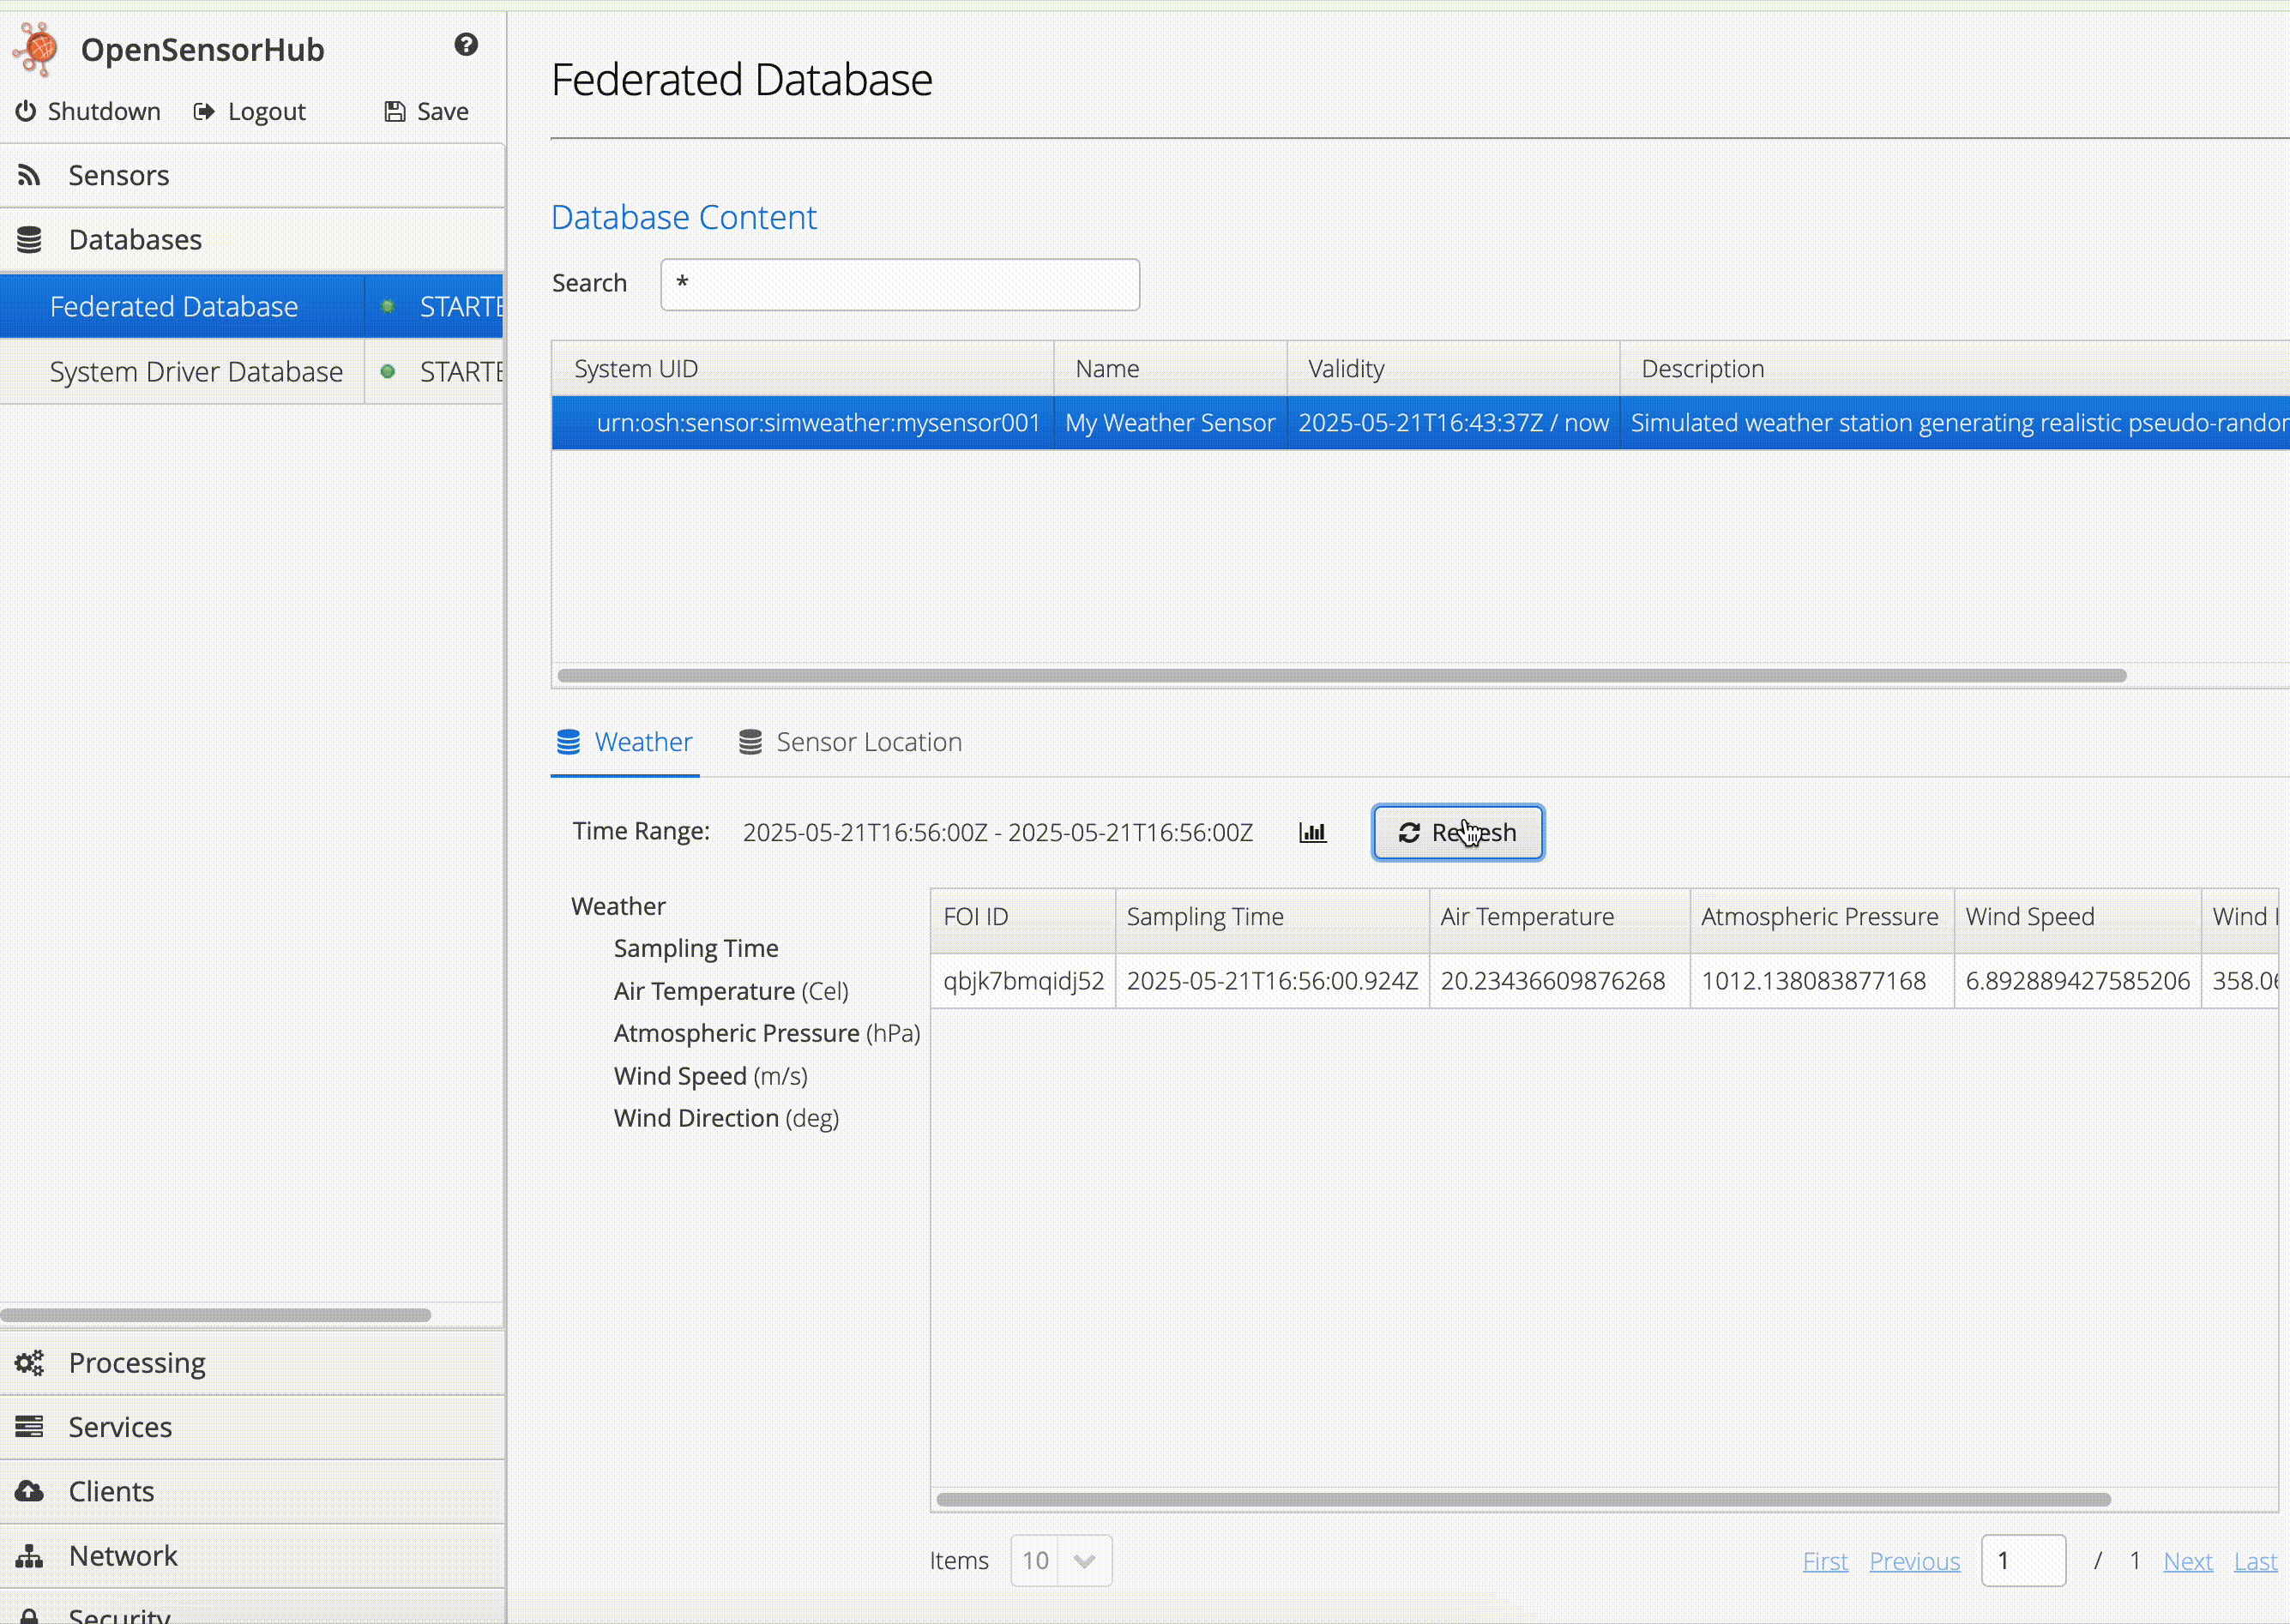 OpenSensorHub
Shutdown Logout Save
Sensors
Databases
Federated Database STARTE
System Driver Database STARTE
Processing
Services
Clients
Network
Security
Federated Database
Database Content
Search *
System UID Name Validity Description
urn:osh:sensor:simweather:mysensor001 My Weather Sensor 2025-05-21T16:43:37Z / now Simulated weather station generating realistic pseudo-randor
Weather Sensor Location
Time Range: 2025-05-21T16:56:00Z - 2025-05-21T16:56:00Z Refresh
Weather
Sampling Time
Air Temperature (Cel)
Atmospheric Pressure (hPa)
Wind Speed (m/s)
Wind Direction (deg)
FOI ID Sampling Time Air Temperature Atmospheric Pressure Wind Speed Wind
qbjk7bmqidj52 2025-05-21T16:56:00.924Z 20.23436609876268 1012.138083877168 6.892889427585206 358.06
Items 10 First Previous 1 / 1 Next Last